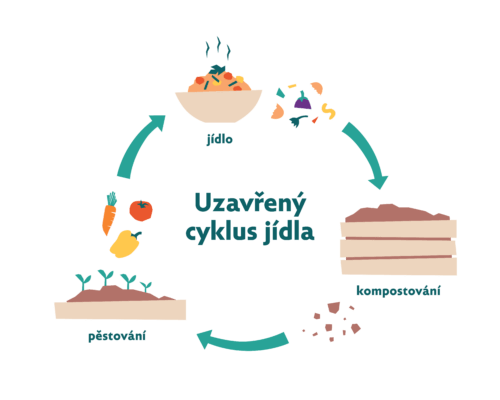 jídlo
Uzavřený
cyklus jídla
kompostování
pěstování